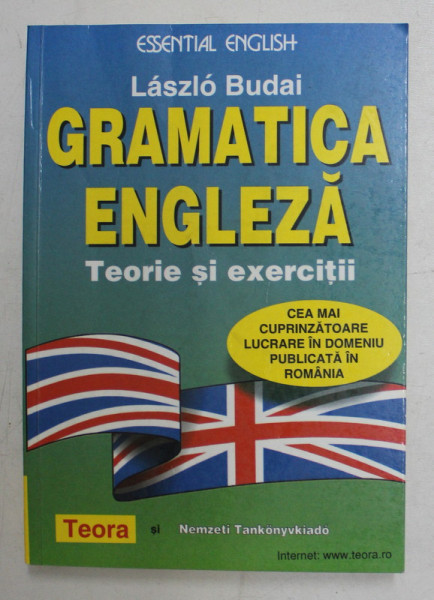 ESSENTIAL ENGLISH
László Budai
GRAMATICA
ENGLEZĂ
Teorie și exerciții
CEA MAI
CUPRINZĂTOARE
LUCRARE ÎN DOMENIU
PUBLICATĂ ÎN
ROMÂNIA
Teora și Nemzeti Tankönyvkiadó
Internet: www.teora.ro